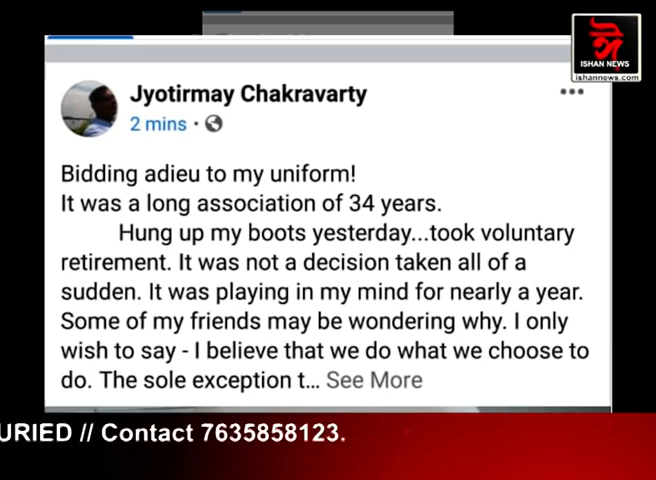 ঈ
ISHAN NEWS
ishannews.com
Jyotirmay Chakravarty
2 mins ·
Bidding adieu to my uniform!
It was a long association of 34 years.
Hung up my boots yesterday...took voluntary
retirement. It was not a decision taken all of a
sudden. It was playing in my mind for nearly a year.
Some of my friends may be wondering why. I only
wish to say - I believe that we do what we choose to
do. The sole exception t... See More
URIED // Contact 7635858123.